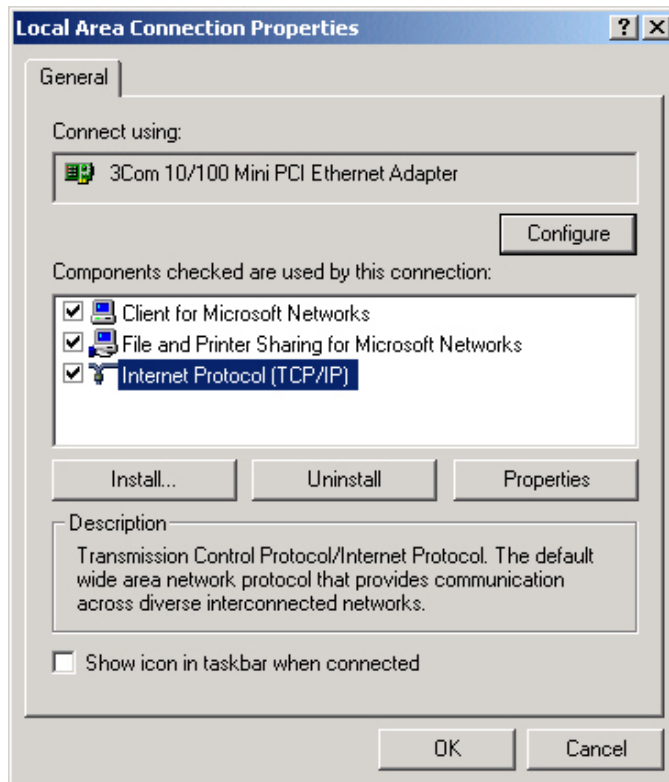 Local Area Connection Properties
General
Connect using:
3Com 10/100 Mini PCI Ethernet Adapter
Configure
Components checked are used by this connection:
Client for Microsoft Networks
File and Printer Sharing for Microsoft Networks
Internet Protocol (TCP/IP)
Install... Uninstall Properties
Description
Transmission Control Protocol/Internet Protocol. The default
wide area network protocol that provides communication
across diverse interconnected networks.
Show icon in taskbar when connected
OK Cancel